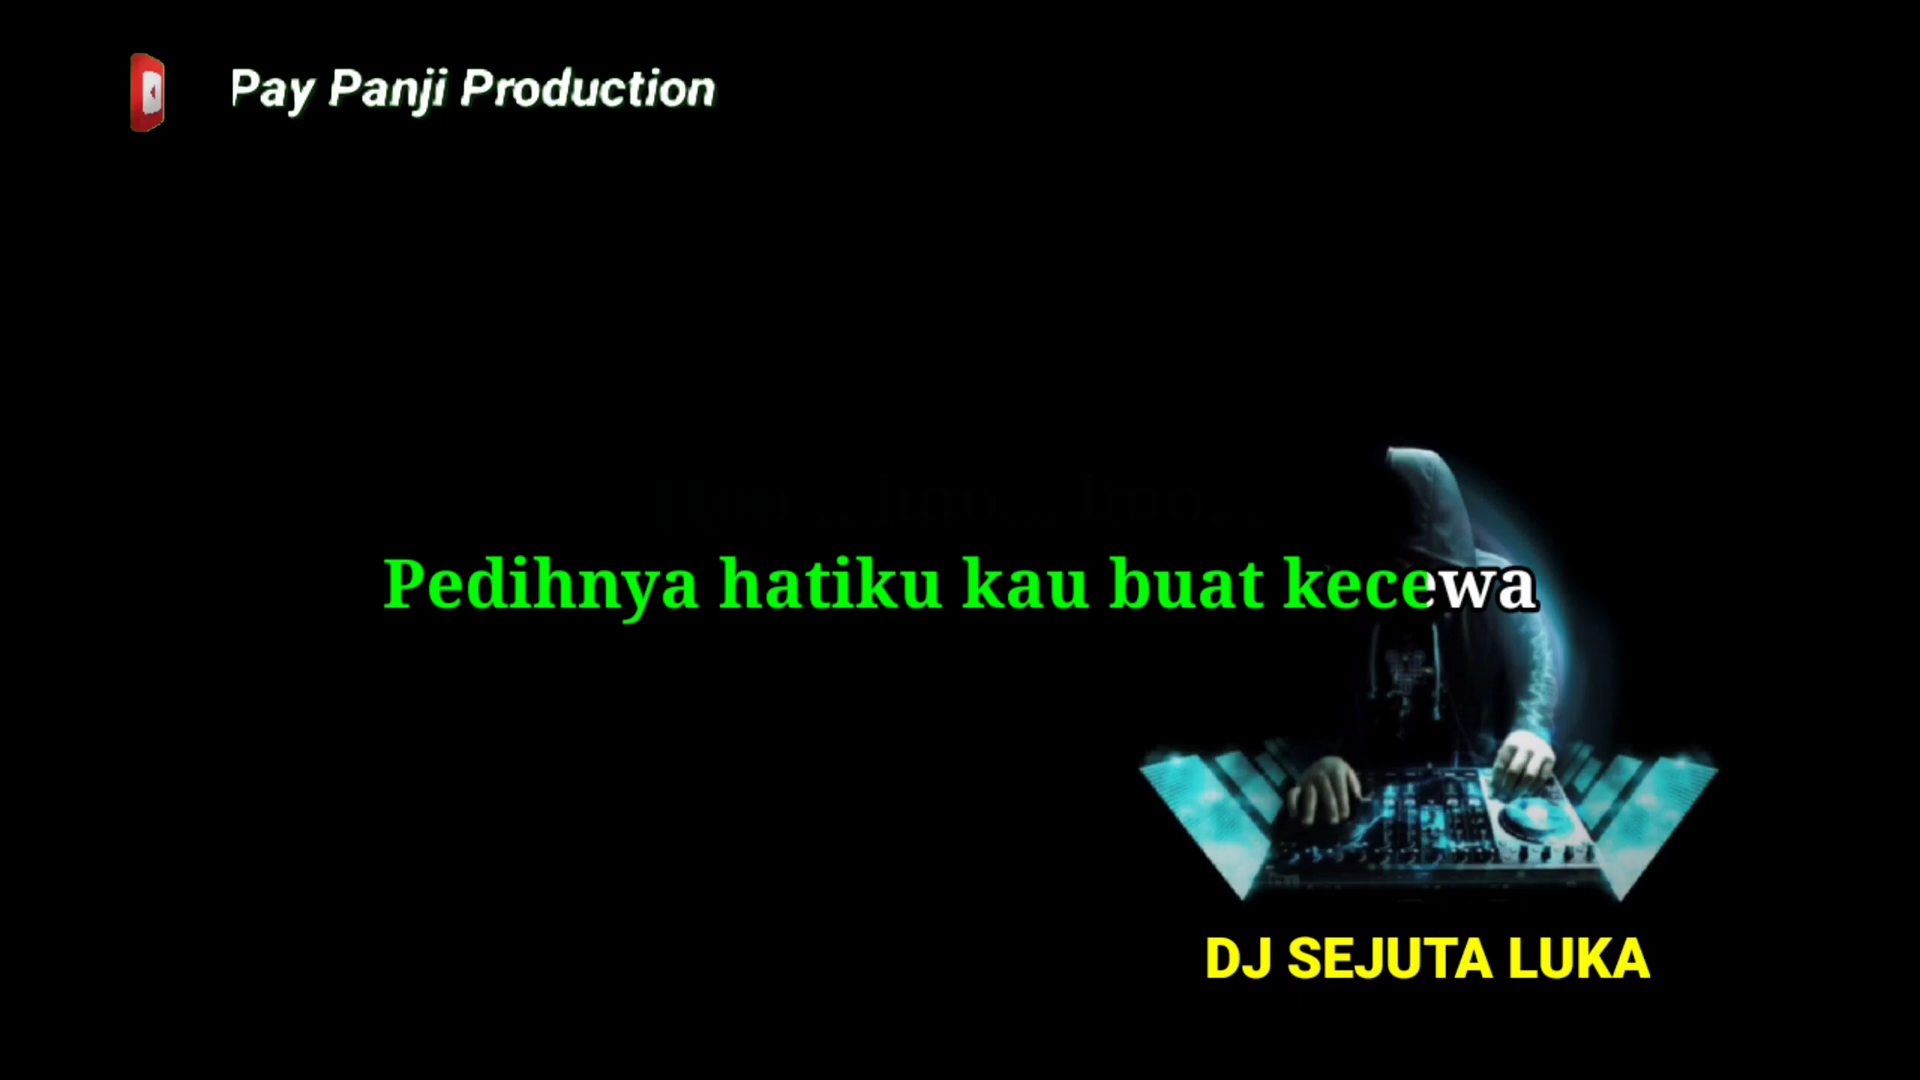 Pay Panji Production
Pedihnya hatiku kau buat kecewa
DJ SEJUTA LUKA